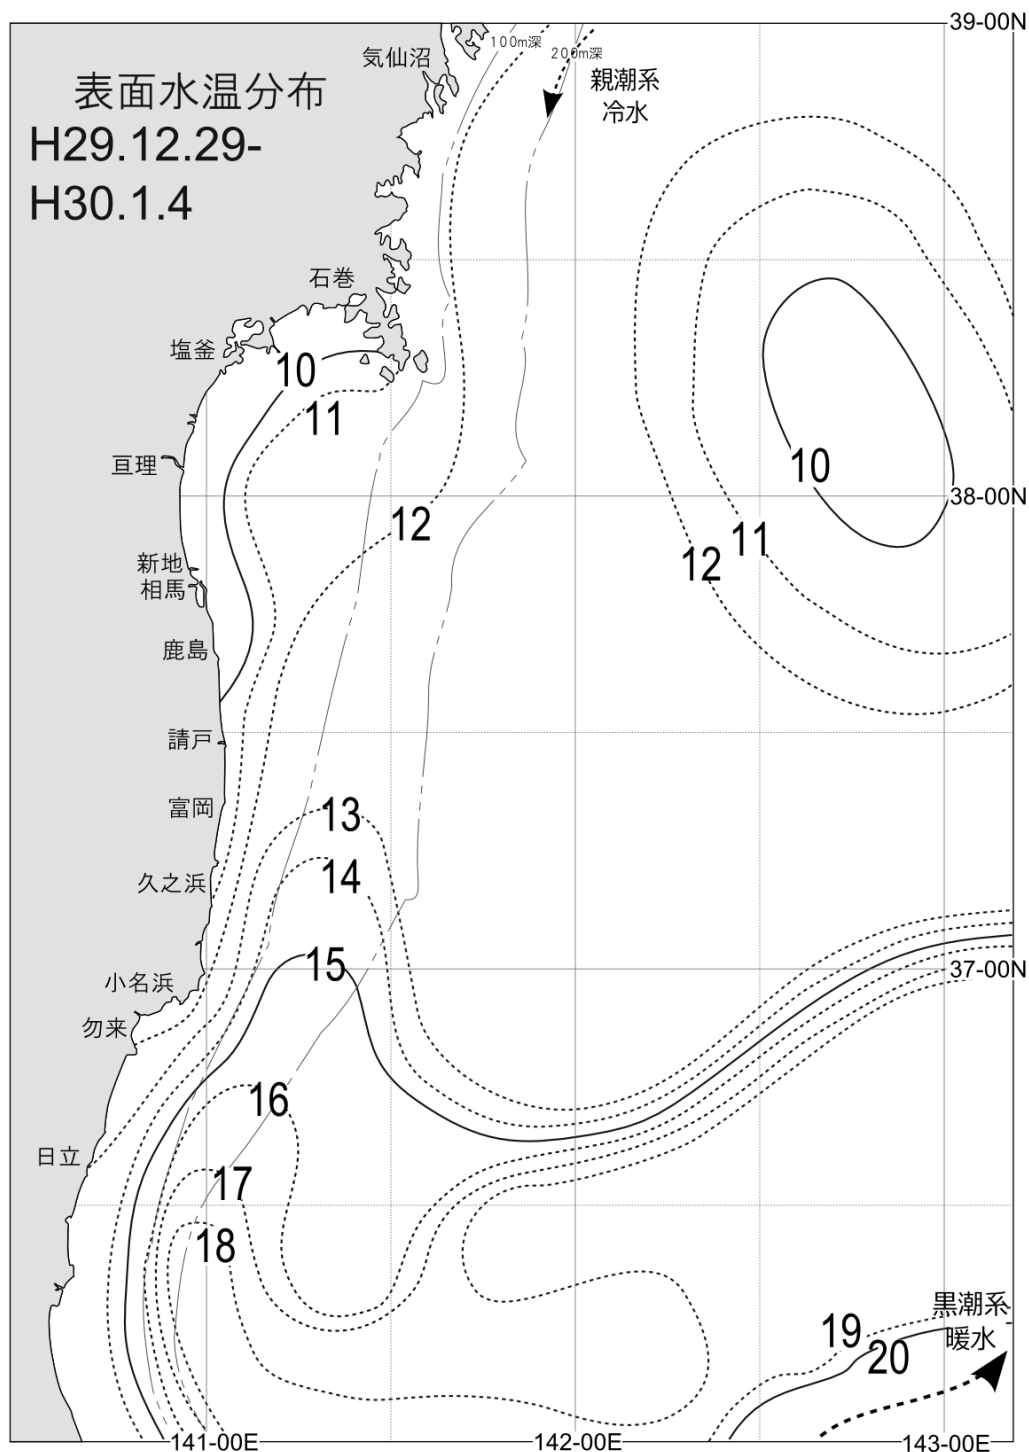 39-00N
100m深
200m深
気仙沼
親潮系
冷水
表面水温分布
H29.12.29-
H30.1.4
石巻
塩釜
10
11
亘理
10
38-00N
12
11
12
新地
相馬
鹿島
請戸
富岡
13
14
久之浜
15
37-00N
小名浜
勿来
16
日立
17
18
黒潮系
暖水
19
20
141-00E
142-00E
143-00E